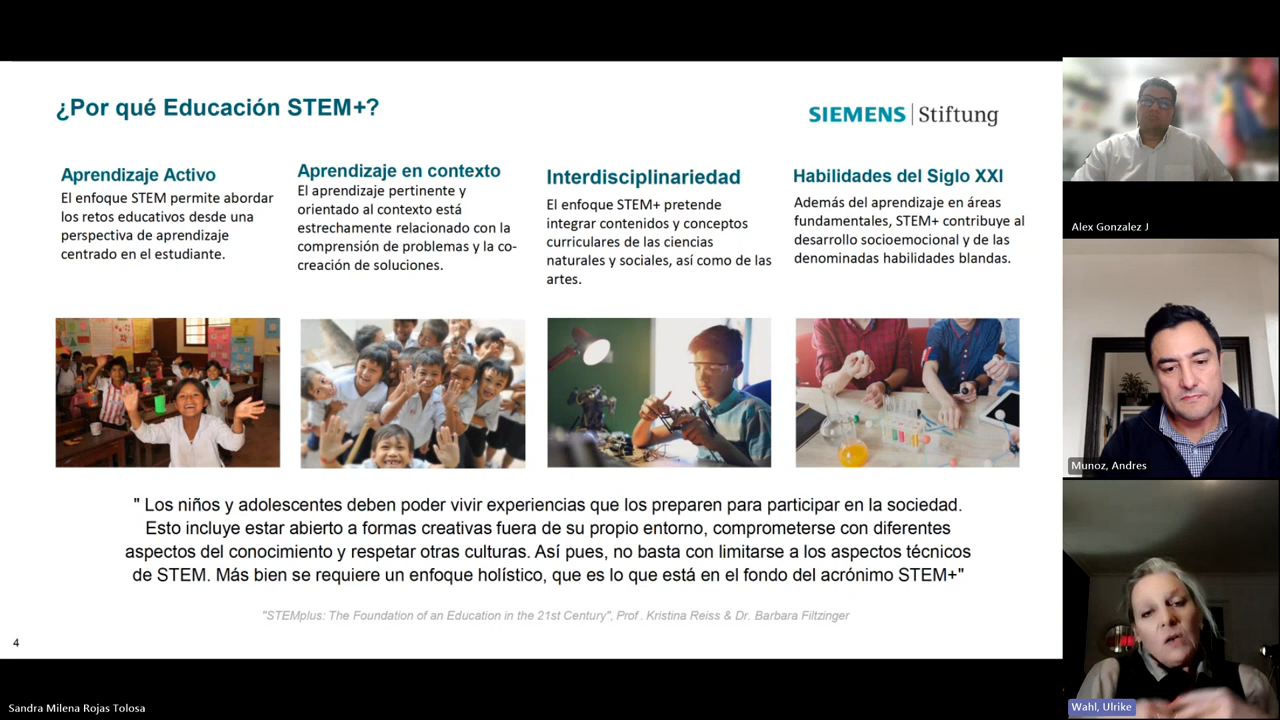 ¿Por qué Educación STEM+?
SIEMENS | Stiftung
Aprendizaje Activo
El enfoque STEM permite abordar
los retos educativos desde una
perspectiva de aprendizaje
centrado en el estudiante.
Aprendizaje en contexto
El aprendizaje pertinente y
orientado al contexto está
estrechamente relacionado con la
comprensión de problemas y la co-
creación de soluciones.
Interdisciplinariedad
El enfoque STEM+ pretende
integrar contenidos y conceptos
curriculares de las ciencias
naturales y sociales, así como de las
artes.
Habilidades del Siglo XXI
Además del aprendizaje en áreas
fundamentales, STEM+ contribuye al
desarrollo socioemocional y de las
denominadas habilidades blandas.
" Los niños y adolescentes deben poder vivir experiencias que los preparen para participar en la sociedad.
Esto incluye estar abierto a formas creativas fuera de su propio entorno, comprometerse con diferentes
aspectos del conocimiento y respetar otras culturas. Así pues, no basta con limitarse a los aspectos técnicos
de STEM. Más bien se requiere un enfoque holístico, que es lo que está en el fondo del acrónimo STEM+"
"STEMplus: The Foundation of an Education in the 21st Century", Prof. Kristina Reiss & Dr. Barbara Filtzinger
4
Sandra Milena Rojas Tolosa
Alex Gonzalez J
Munoz, Andres
Wahl, Ulrike